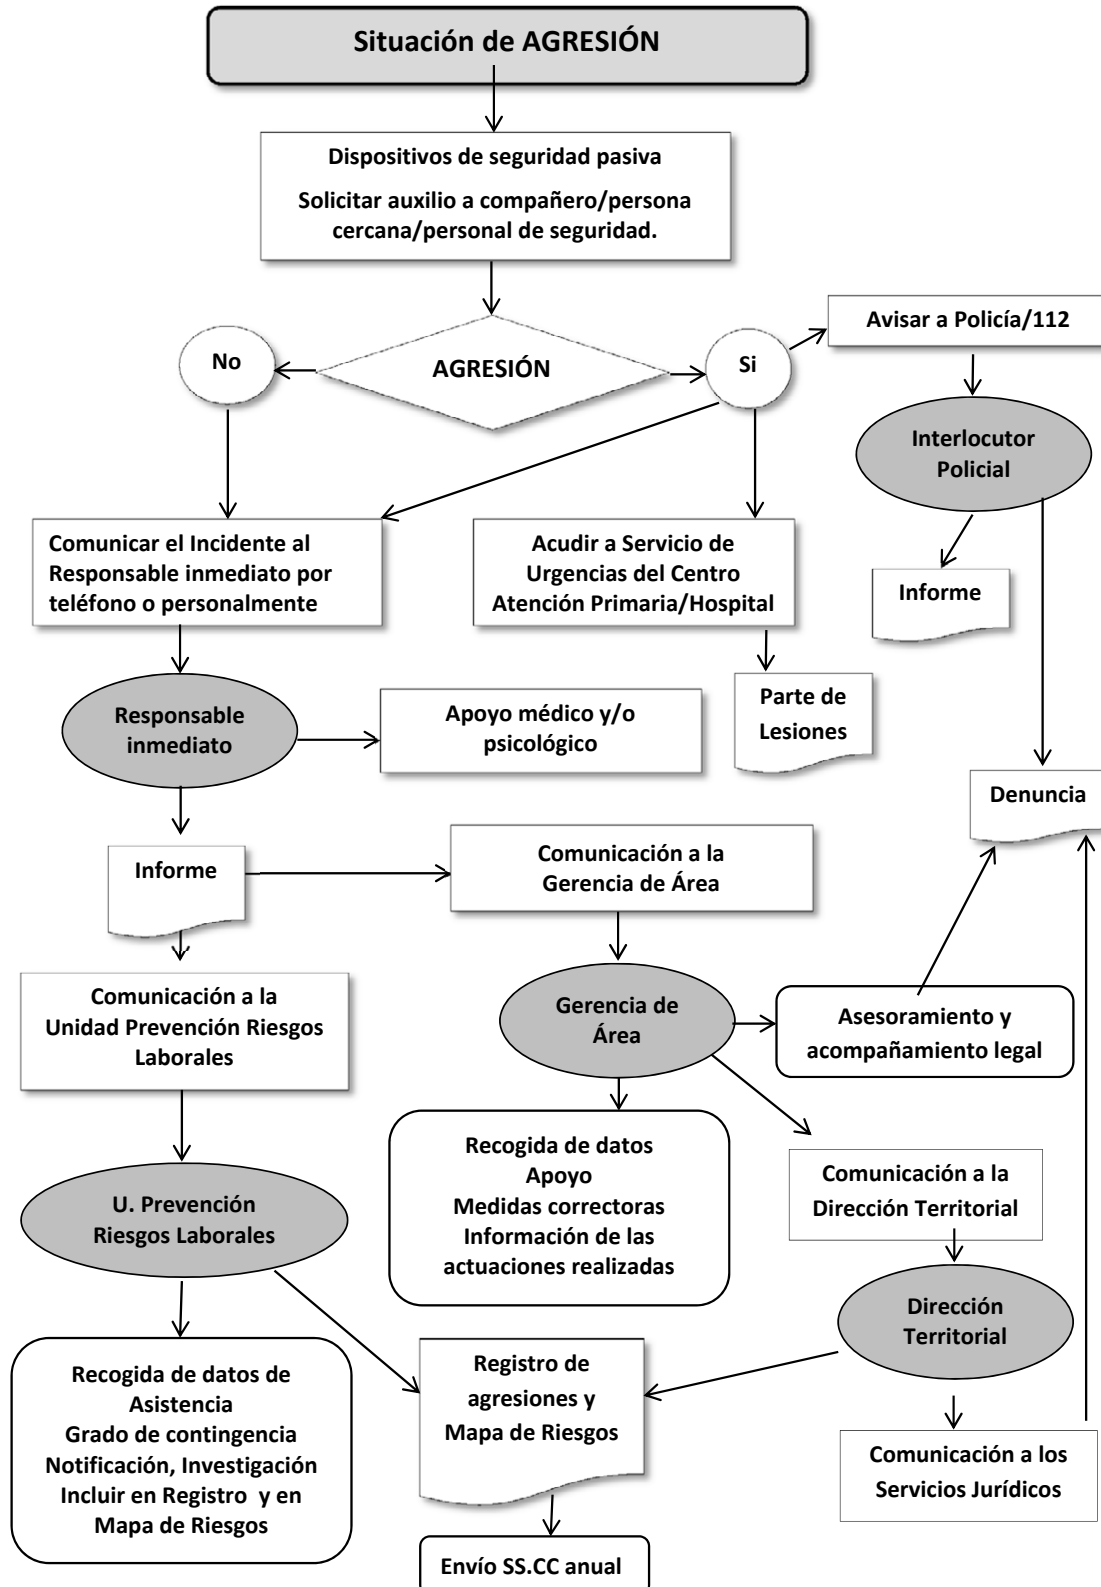 Situación de AGRESIÓN
Dispositivos de seguridad pasiva
Solicitar auxilio a compañero/persona
cercana/personal de seguridad.
Avisar a Policía/112
No
AGRESIÓN
Si
Interlocutor
Policial
Comunicar el Incidente al
Responsable inmediato por
teléfono o personalmente
Acudir a Servicio de
Urgencias del Centro
Atención Primaria/Hospital
Informe
Responsable
inmediato
Apoyo médico y/o
psicológico
Parte de
Lesiones
Denuncia
Informe
Comunicación a la
Gerencia de Área
Comunicación a la
Unidad Prevención Riesgos
Laborales
Gerencia de
Área
Asesoramiento y
acompañamiento legal
Recogida de datos
Apoyo
Medidas correctoras
Información de las
actuaciones realizadas
Comunicación a la
Dirección Territorial
U. Prevención
Riesgos Laborales
Dirección
Territorial
Recogida de datos de
Asistencia
Grado de contingencia
Notificación, Investigación
Incluir en Registro y en
Mapa de Riesgos
Registro de
agresiones y
Mapa de Riesgos
Comunicación a los
Servicios Jurídicos
Envío SS.CC anual